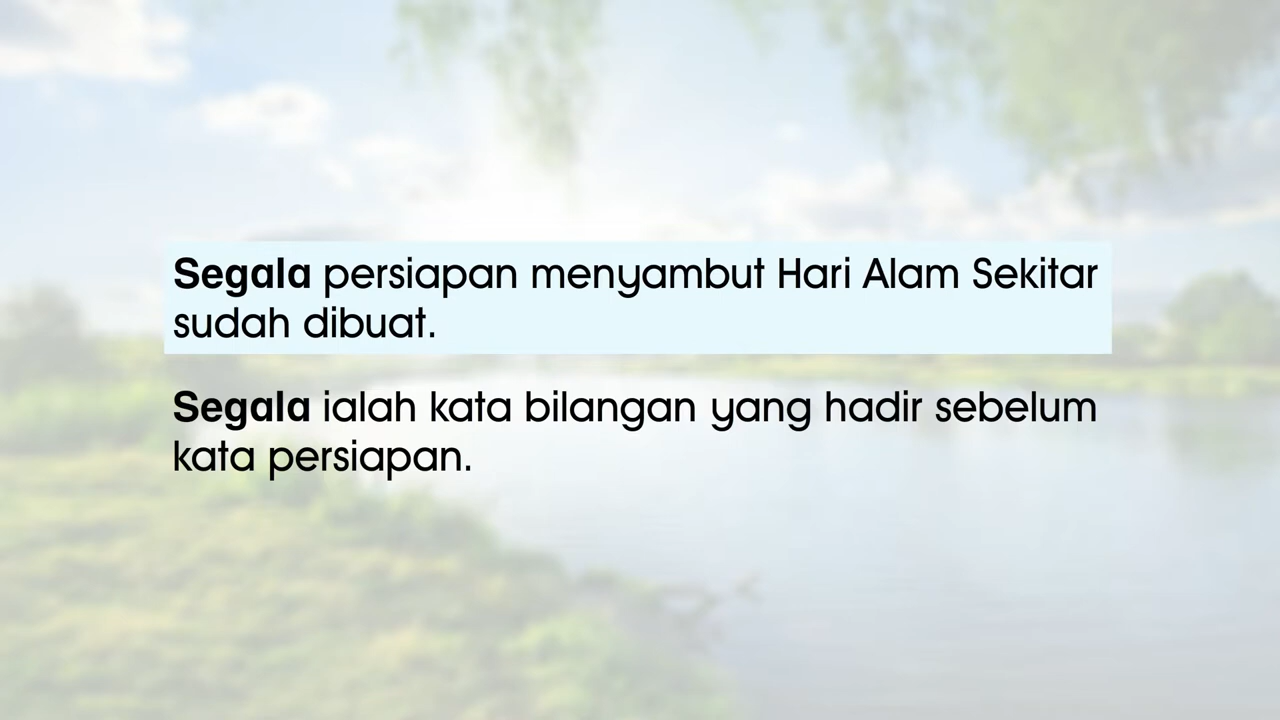 Segala persiapan menyambut Hari Alam Sekitar
sudah dibuat.
Segala ialah kata bilangan yang hadir sebelum
kata persiapan.